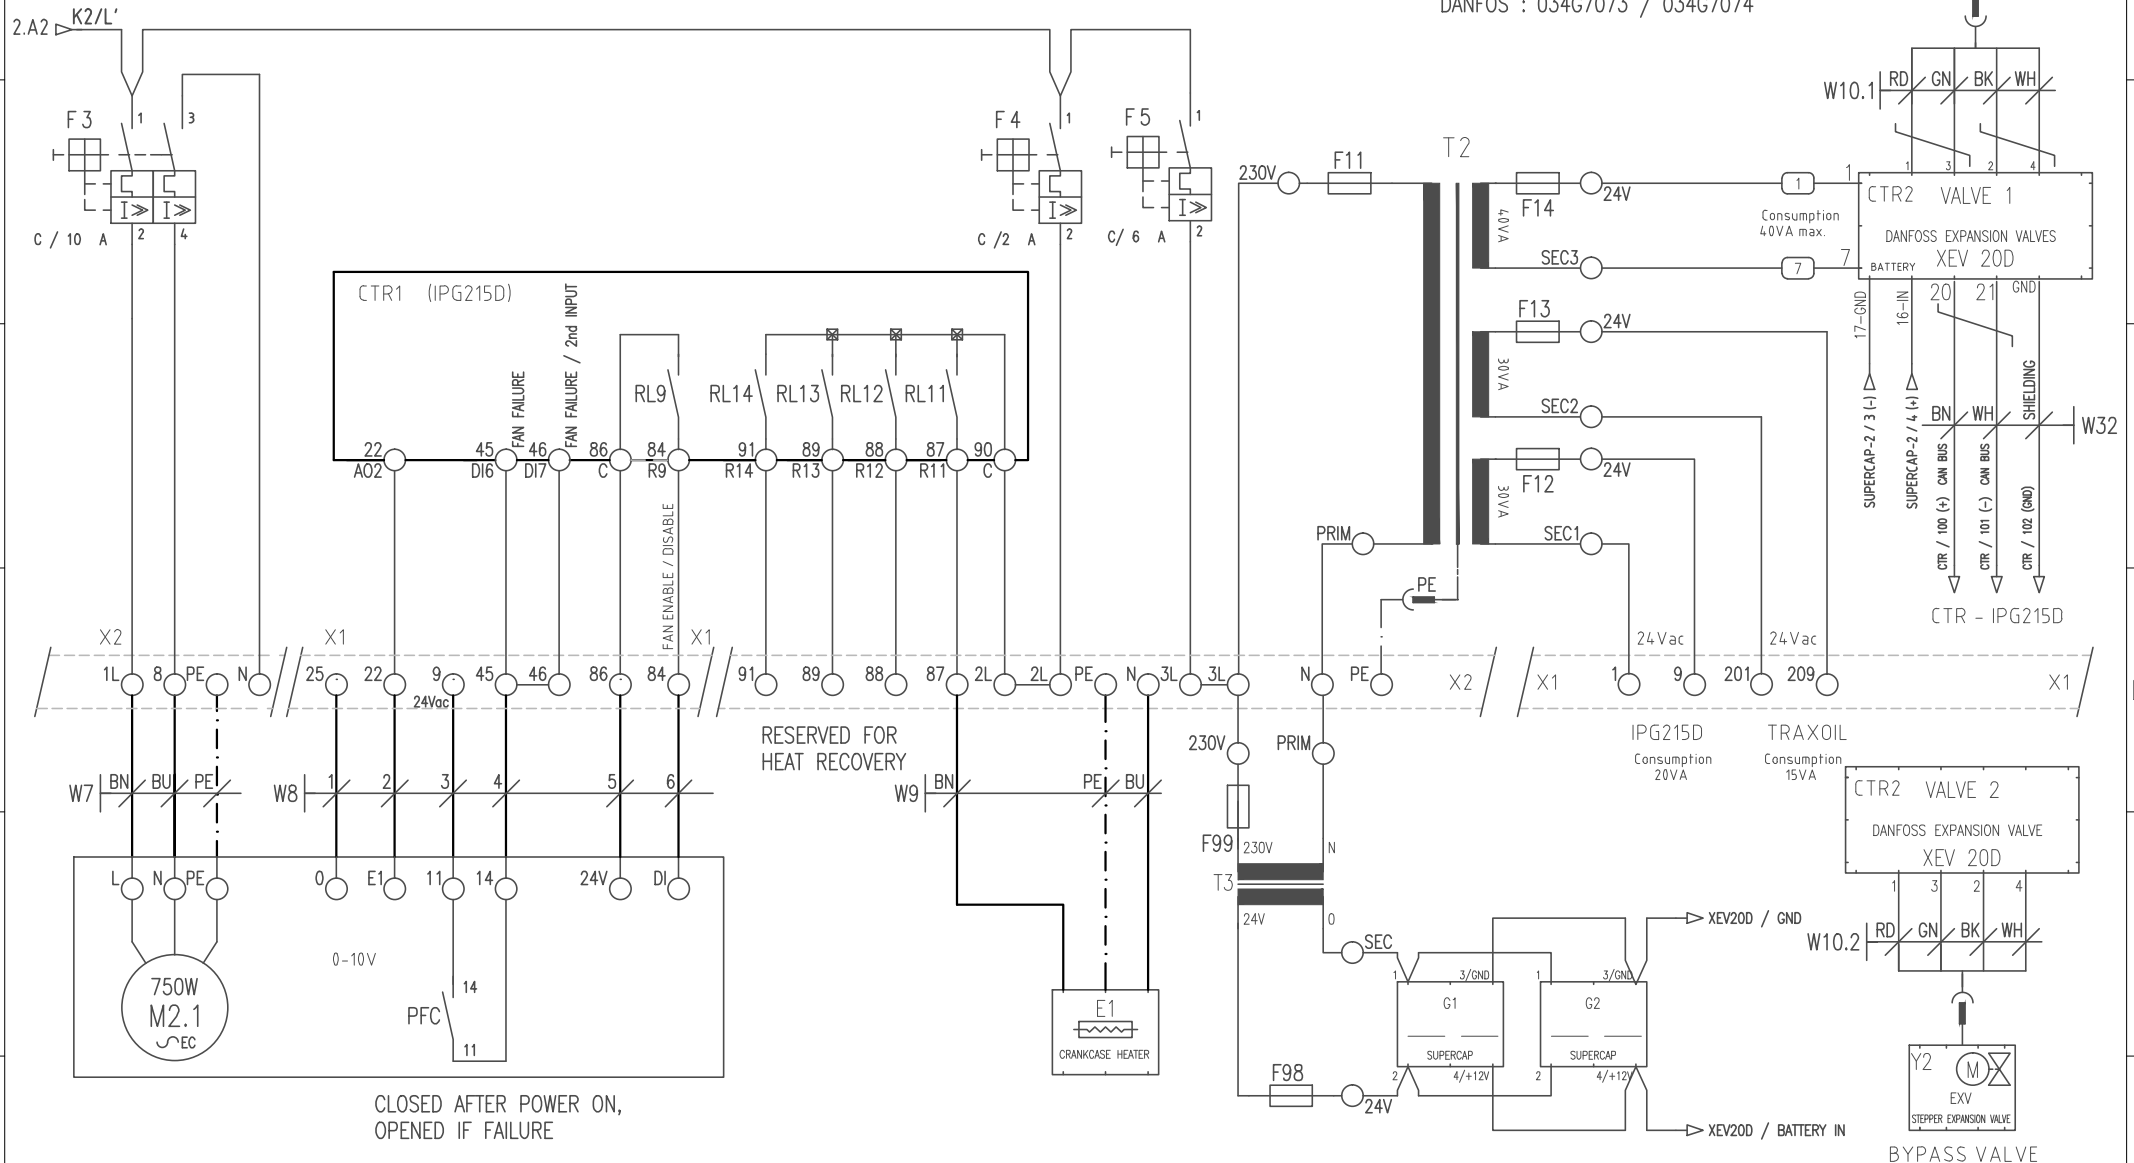 DANFOS : 034G7073 / 034G7074
2.A2 K2/L'
F3 1 3
C / 10 A 2 4
F4 1
C /2 A 2
F5 1
C/ 6 A 2
CTR1 (IPG215D)
FAN FAILURE
FAN FAILURE / 2nd INPUT
RL9 RL14 RL13 RL12 RL11
22 45 46 86 84 91 89 88 87 90
AO2 DI6 DI7 C R9 R14 R13 R12 R11 C
FAN ENABLE / DISABLE
T2
230V F11
PRIM
PE
F14 24V
40VA
SEC3
F13 24V
30VA
SEC2
F12 24V
30VA
SEC1
1 1
Consumption
40VA max.
7 7
W10.1 RD GN BK WH
1 3 2 4
CTR2 VALVE 1
DANFOSS EXPANSION VALVES
BATTERY XEV 20D
17-GND 16-IN 20 21 GND
SUPERCAP-2 / 3 (-)
SUPERCAP-2 / 4 (+)
BN WH SHIELDING
W32
CTR / 100 (+) CAN BUS
CTR / 101 (-) CAN BUS
CTR / 102 (GND)
CTR - IPG215D
X2 X1 X1
24Vac 24Vac
1L 8 PE N 25 22 9 45 46 86 84 91 89 88 87 2L 2L PE N 3L 3L N PE X2 X1 1 9 201 209 X1
24Vac
RESERVED FOR
HEAT RECOVERY
IPG215D
Consumption
20VA
TRAXOIL
Consumption
15VA
W7 BN BU PE
W8 1 2 3 4 5 6
W9 BN PE BU
L N PE 0 E1 11 14 24V DI
750W
M2.1
EC
0-10V
PFC 14
11
CLOSED AFTER POWER ON,
OPENED IF FAILURE
E1
CRANKCASE HEATER
230V PRIM
F99 230V N
T3
24V 0
SEC
F98 24V
1 3/GND
G1
SUPERCAP
2 4/+12V
1 3/GND
G2
SUPERCAP
2 4/+12V
XEV20D / GND
XEV20D / BATTERY IN
CTR2 VALVE 2
DANFOSS EXPANSION VALVE
XEV 20D
1 3 2 4
W10.2 RD GN BK WH
Y2 M
EXV
STEPPER EXPANSION VALVE
BYPASS VALVE